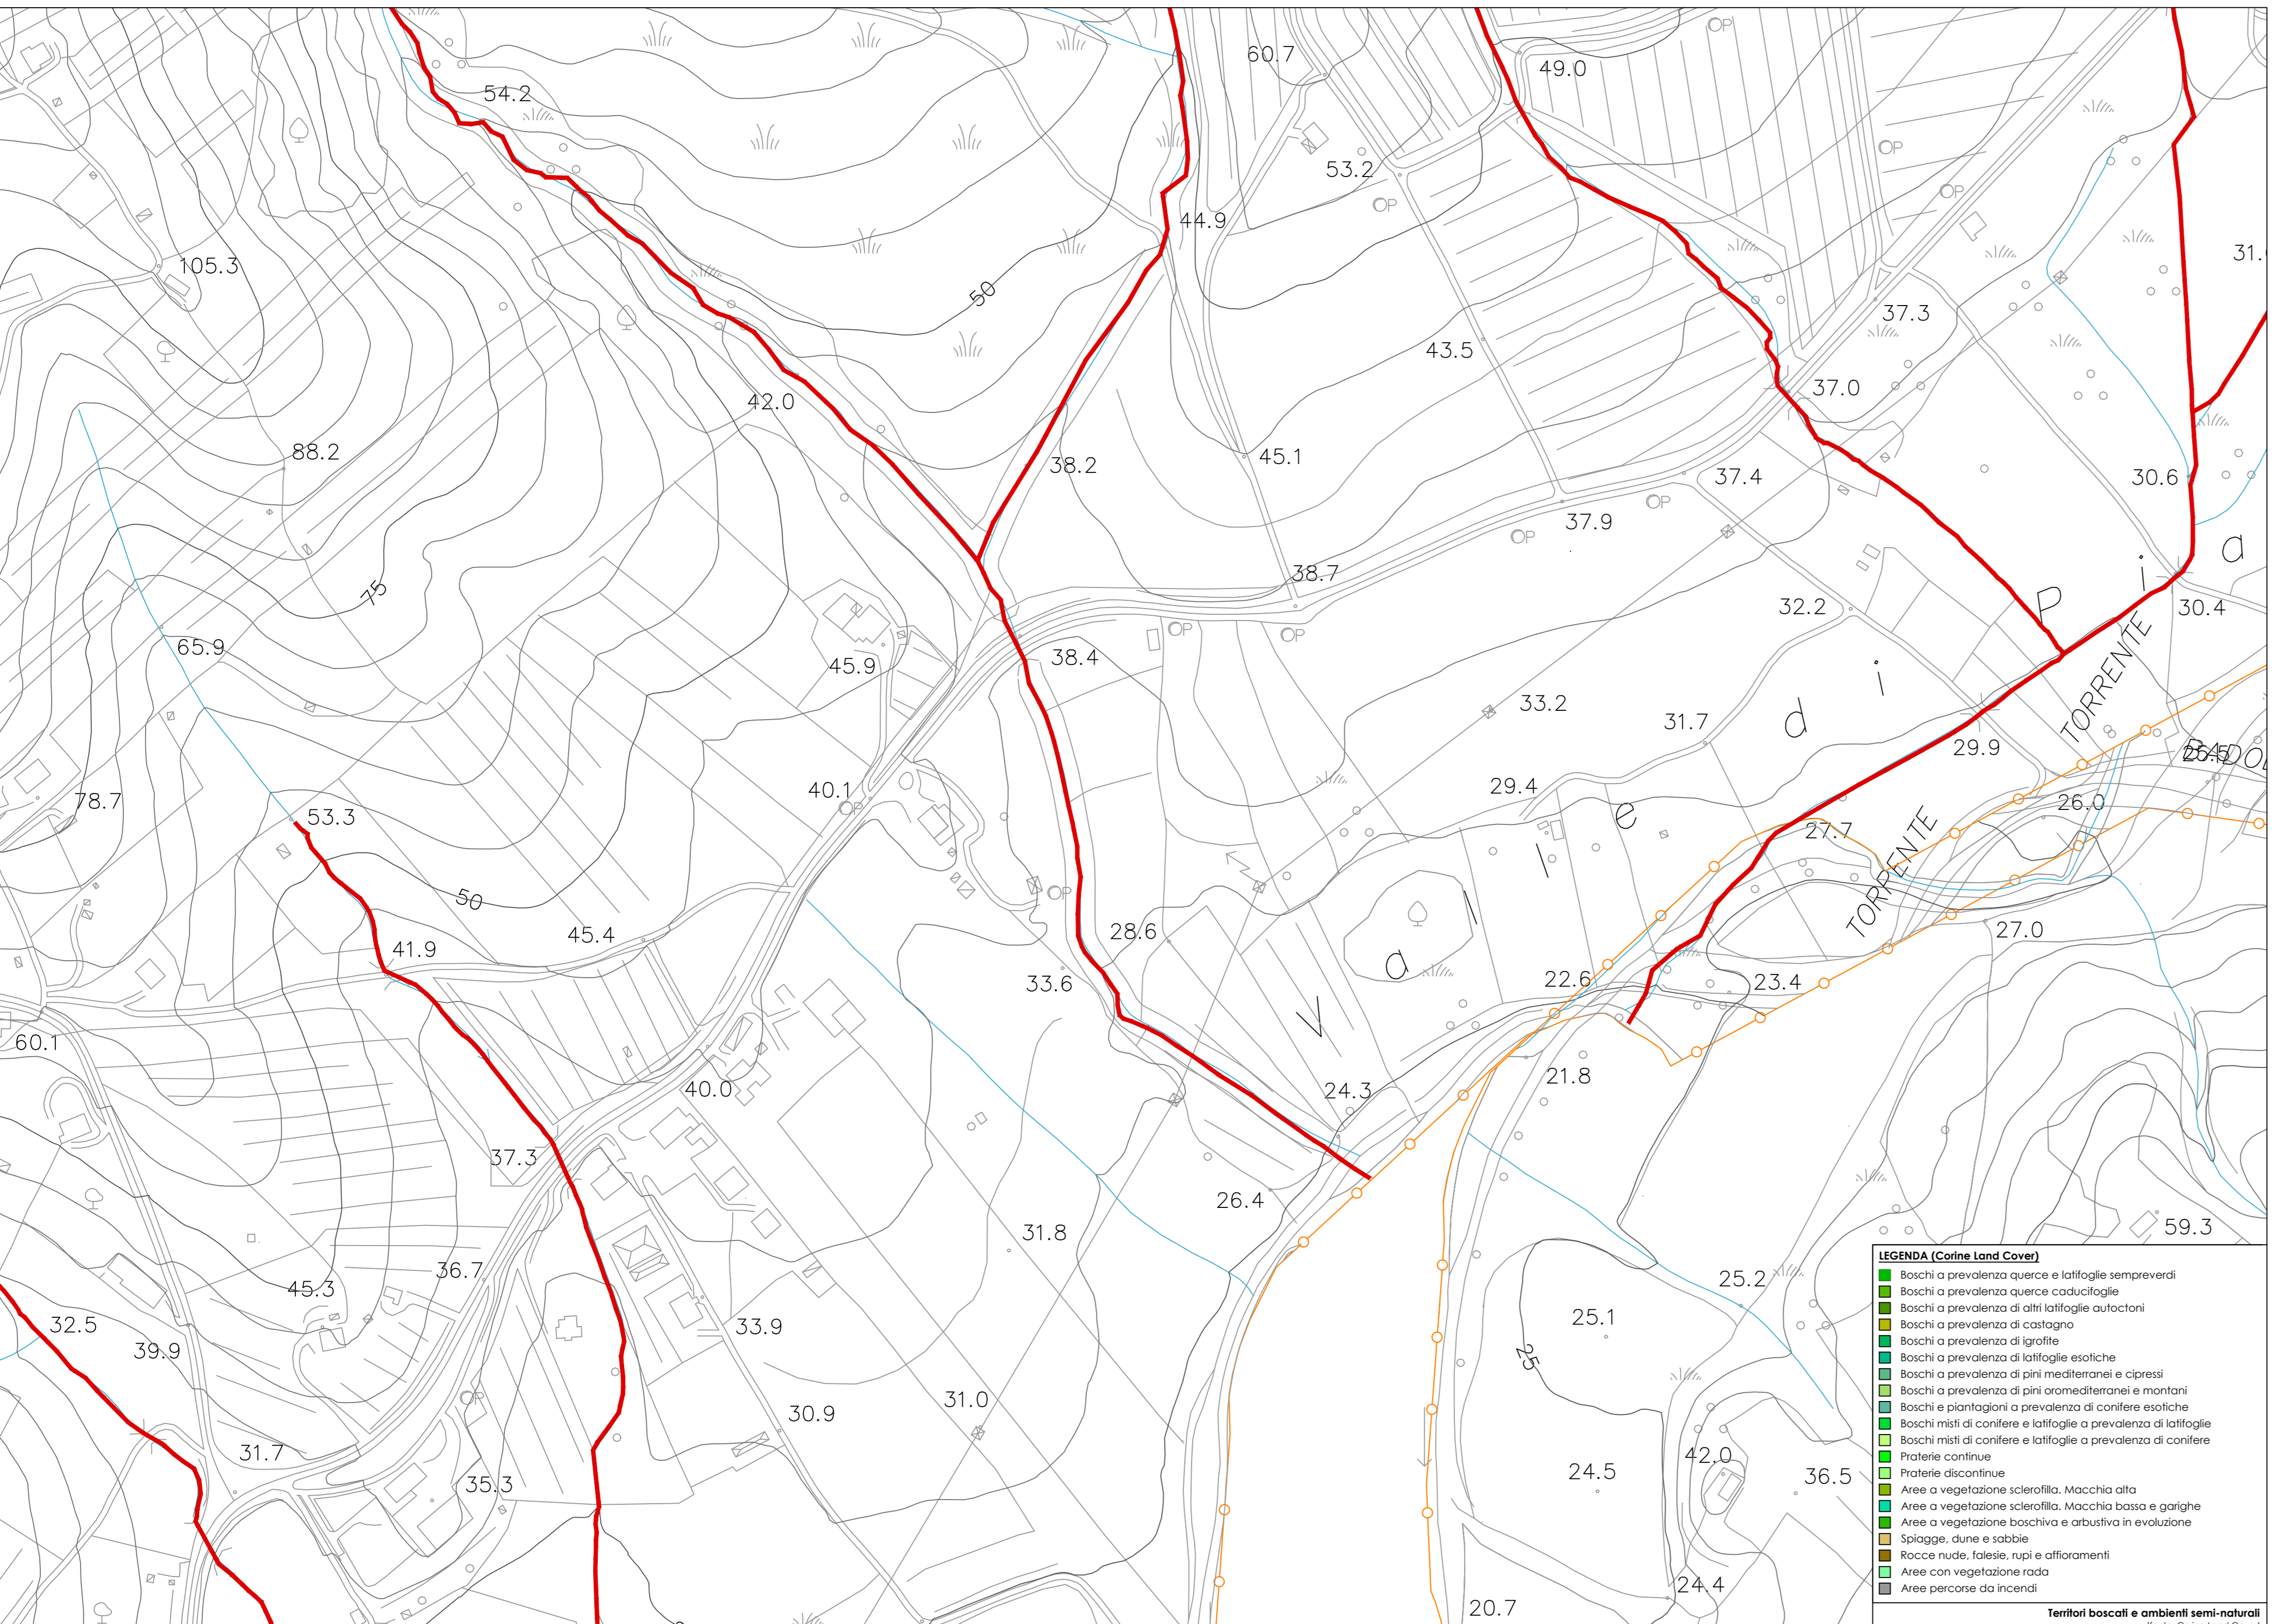 60.7
49.0
54.2
P
P
53.2
P
P
44.9
105.3
31.
50
37.3
43.5
37.0
42.0
88.2
38.2
45.1
37.4
30.6
P
37.9
P
38.7
75
V a l l e d i P i a
32.2
30.4
65.9
45.9
P
P
38.4
TORRENTE
33.2
31.7
29.9
78.7
40.1
P
29.4
26.0
53.3
27.7
TORRENTE
50
P
45.4
28.6
27.0
41.9
33.6
22.6
23.4
60.1
40.0
24.3
21.8
37.3
26.4
59.3
31.8
36.7
45.3
25.2
32.5
33.9
25.1
39.9
25
P
31.0
30.9
31.7
42.0
35.3
24.5
36.5
24.4
20.7
LEGENDA (Corine Land Cover)
Boschi a prevalenza querce e latifoglie sempreverdi
Boschi a prevalenza querce caducifoglie
Boschi a prevalenza di altri latifoglie autoctoni
Boschi a prevalenza di castagno
Boschi a prevalenza di igrofite
Boschi a prevalenza di latifoglie esotiche
Boschi a prevalenza di pini mediterranei e cipressi
Boschi a prevalenza di pini oromediterranei e montani
Boschi e piantagioni a prevalenza di conifere esotiche
Boschi misti di conifere e latifoglie a prevalenza di latifoglie
Boschi misti di conifere e latifoglie a prevalenza di conifere
Praterie continue
Praterie discontinue
Aree a vegetazione sclerofilla. Macchia alta
Aree a vegetazione sclerofilla. Macchia bassa e garighe
Aree a vegetazione boschiva e arbustiva in evoluzione
Spiagge, dune e sabbie
Rocce nude, falesie, rupi e affioramenti
Aree con vegetazione rada
Aree percorse da incendi
Territori boscati e ambienti semi-naturali